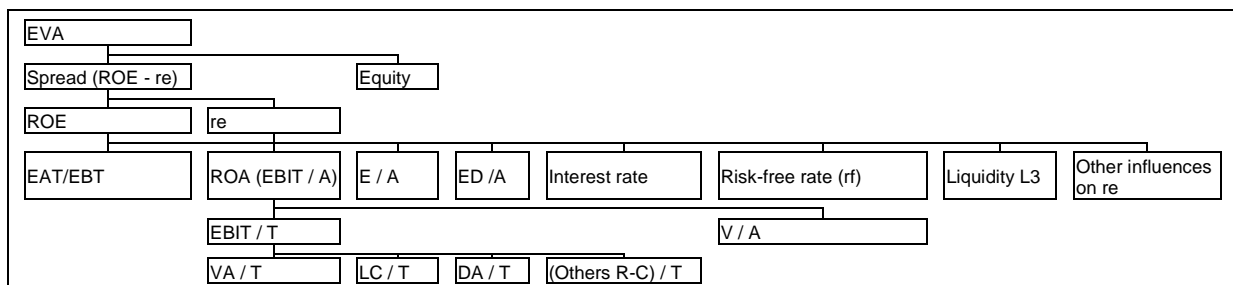 EVA
Spread (ROE - re)
Equity
ROE
re
EAT/EBT
ROA (EBIT / A)
E / A
ED /A
Interest rate
Risk-free rate (rf)
Liquidity L3
Other influences
on re
EBIT / T
V / A
VA / T
LC / T
DA / T
(Others R-C) / T